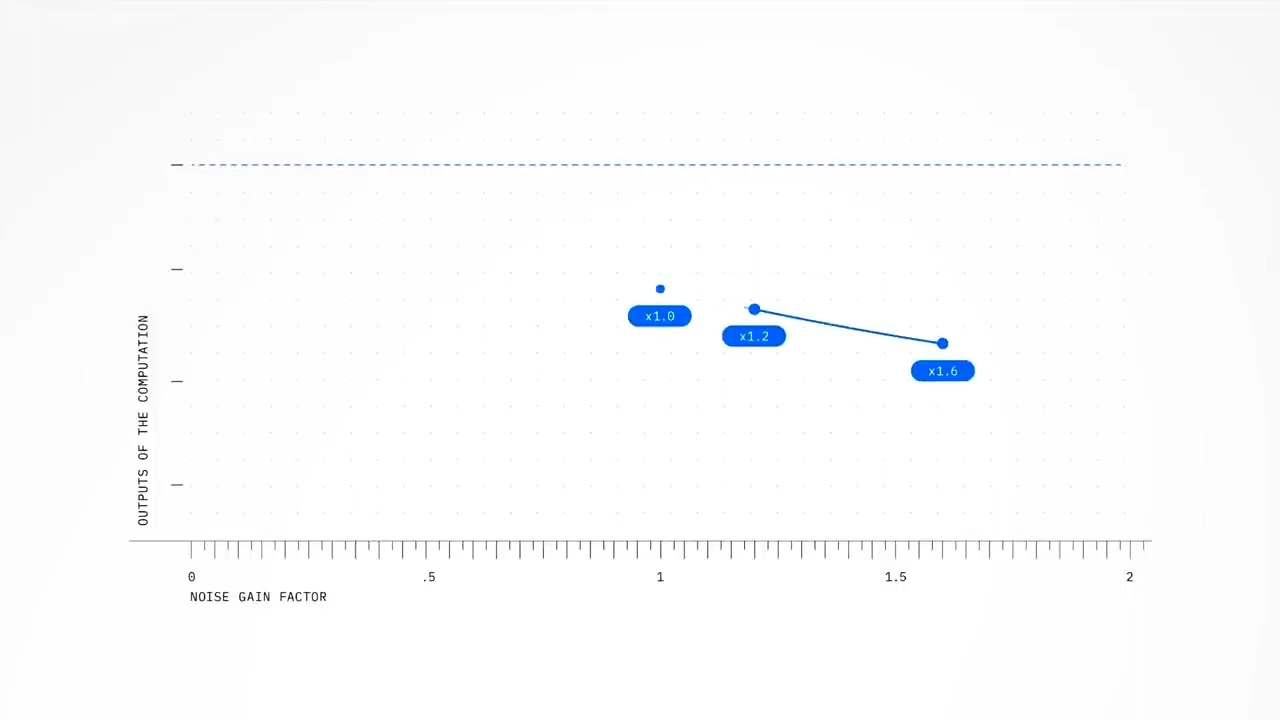 x1.0
x1.2
x1.6
OUTPUTS OF THE COMPUTATION
0 .5 1 1.5 2
NOISE GAIN FACTOR